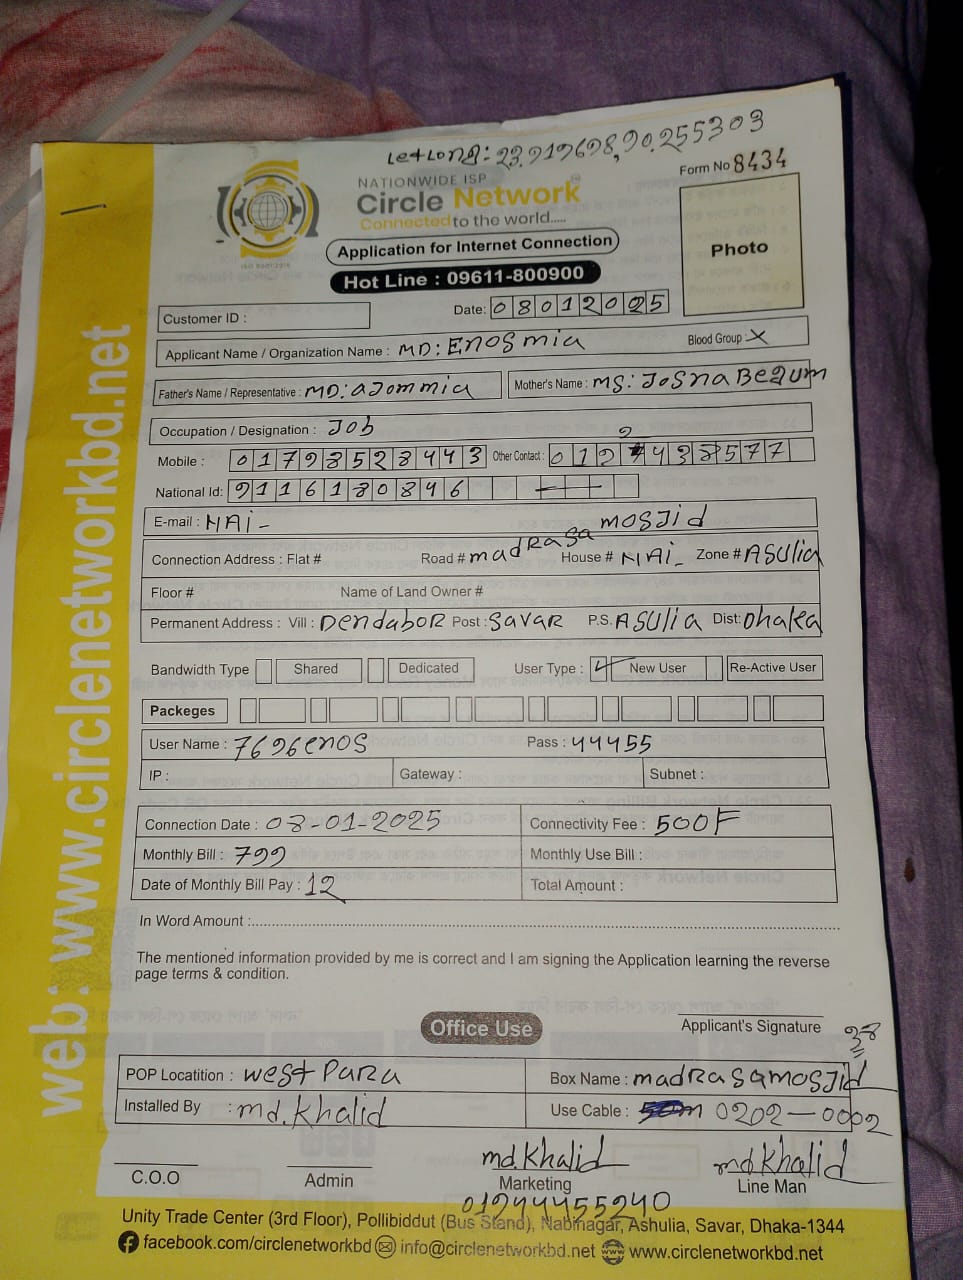 Let Long: 23.919698,90.255303
Form No 8434
NATIONWIDE ISP
Circle Network
Connected to the world.....
ISO 9001:2015
Application for Internet Connection
Hot Line : 09611-800900
Photo
Customer ID :
Date: 08012025
Applicant Name / Organization Name : MD: Enos mia
Blood Group : X
Father's Name / Representative : MD: aJom mia
Mother's Name : MS: Josna Begum
Occupation / Designation : Job
Mobile : 01798528443
Other Contact :
National Id: 9116180846
E-mail : NAi -
Connection Address : Flat # Road # madRasa mosjid House # NAi - Zone # ASulia
Floor # Name of Land Owner #
Permanent Address : Vill : Dendabor Post : Savar P.S. ASulia Dist: Dhaka
Bandwidth Type Shared Dedicated User Type : New User Re-Active User
Packeges
User Name : 7696enos Pass : 44455
IP : Gateway : Subnet :
Connection Date : 08-01-2025 Connectivity Fee : 500F
Monthly Bill : 799 Monthly Use Bill :
Date of Monthly Bill Pay : 12 Total Amount :
In Word Amount :
The mentioned information provided by me is correct and I am signing the Application learning the reverse
page terms & condition.
Applicant's Signature
Office Use
POP Locatition : West Para Box Name : madRasamosjid
Installed By : md. Khalid Use Cable : 0202-0002
md. Khalid md Khalid
C.O.O Admin Marketing Line Man
01944455240
Unity Trade Center (3rd Floor), Pollibiddut (Bus Stand), Nabinagar, Ashulia, Savar, Dhaka-1344
facebook.com/circlenetworkbd info@circlenetworkbd.net www.circlenetworkbd.net
web: www.circlenetworkbd.net